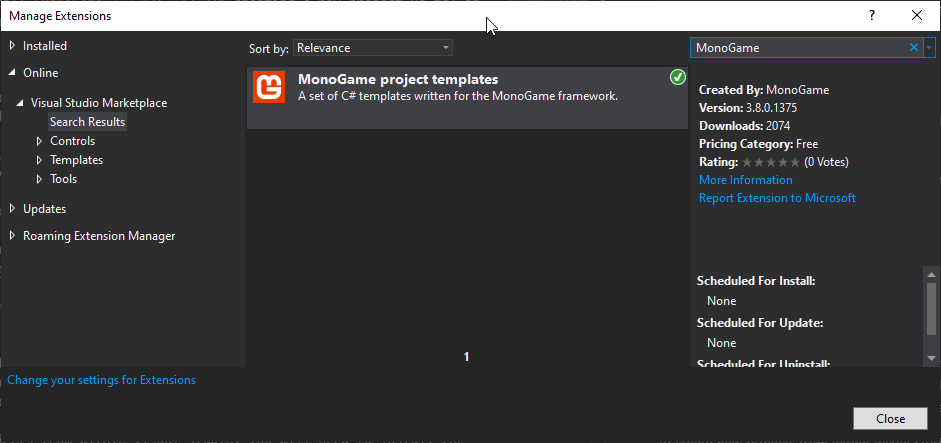 Manage Extensions
?
Installed
Online
Visual Studio Marketplace
Search Results
Controls
Templates
Tools
Updates
Roaming Extension Manager
Change your settings for Extensions
Sort by: Relevance
MonoGame project templates
A set of C# templates written for the MonoGame framework.
1
MonoGame
Created By: MonoGame
Version: 3.8.0.1375
Downloads: 2074
Pricing Category: Free
Rating: ★★★★★ (0 Votes)
More Information
Report Extension to Microsoft
Scheduled For Install:
None
Scheduled For Update:
None
Scheduled For Uninstall:
Close